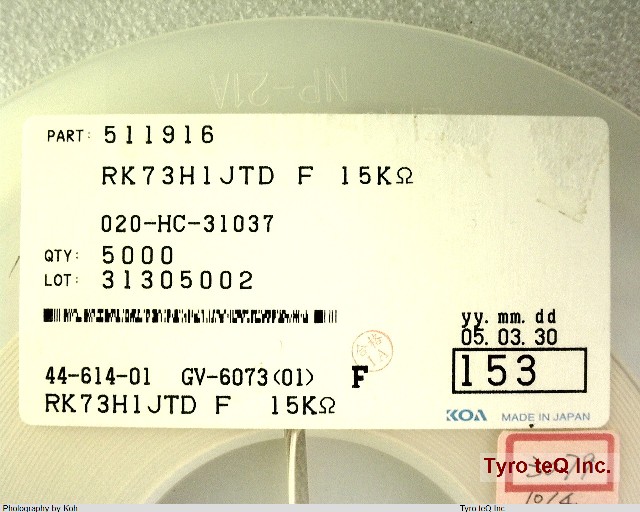 NP-21A
PART: 511916
RK73H1JTD F 15KΩ
020-HC-31037
QTY: 5000
LOT: 31305002
yy. mm. dd
05. 03. 30
44-614-01 GV-6073(01) F 153
RK73H1JTD F 15KΩ
KOA MADE IN JAPAN
Tyro teQ Inc.
10/4
Photography by Koh
Tyro teQ Inc